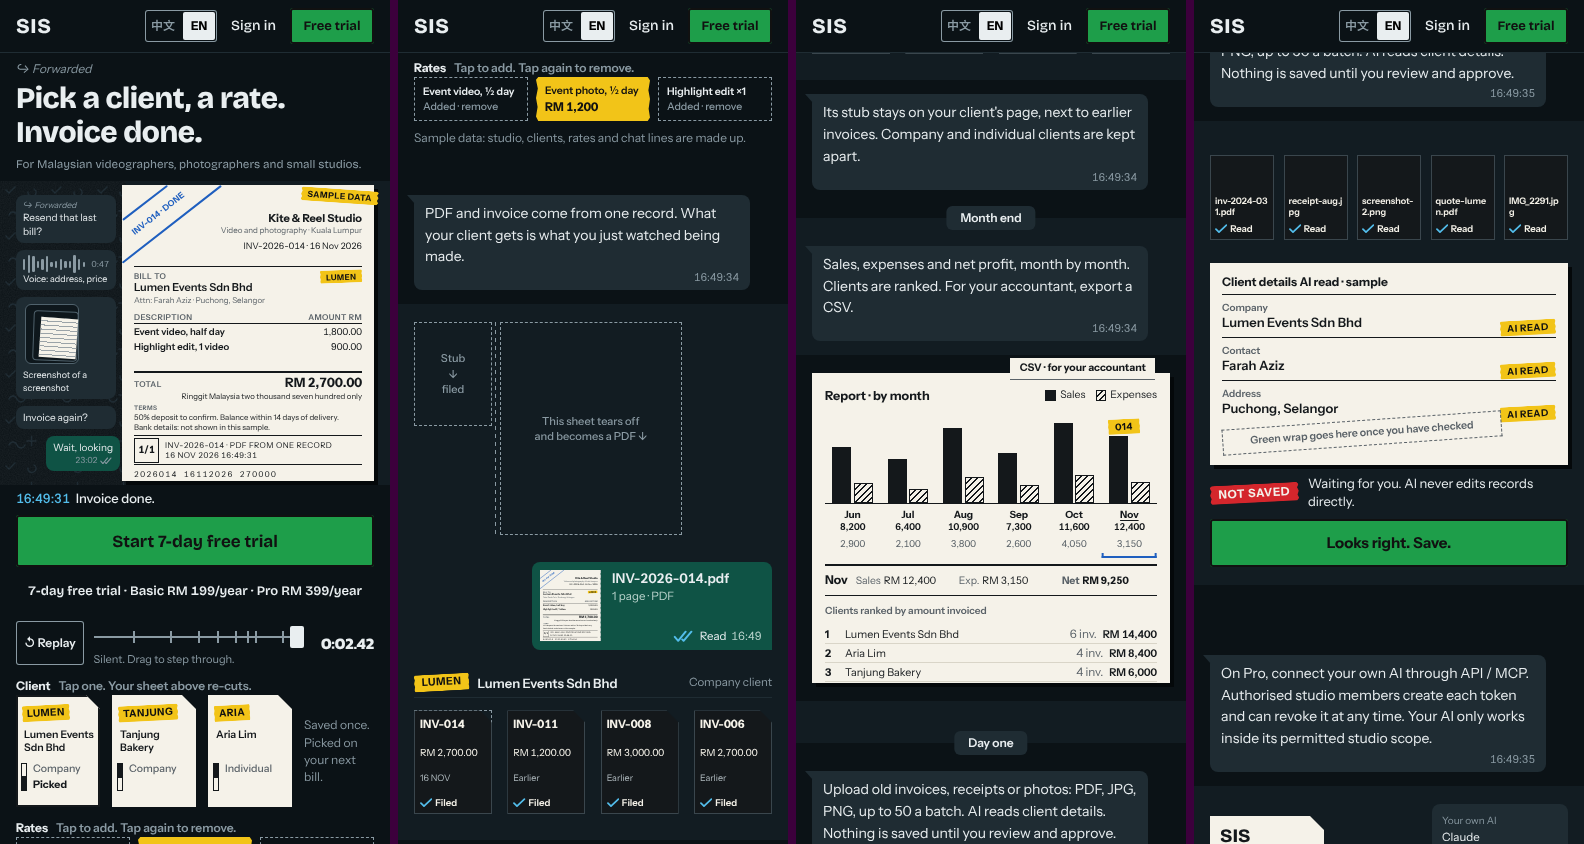 SIS
中文
EN
Sign in
Free trial
↪ Forwarded
Pick a client, a rate.
Invoice done.
For Malaysian videographers, photographers and small studios.
↪ Forwarded
Resend that last
bill?
0:47
Voice: address, price
Screenshot of a
screenshot
Invoice again?
Wait, looking
23:02
INV-014 · DONE
SAMPLE DATA
Kite & Reel Studio
Video and photography · Kuala Lumpur
INV-2026-014 · 16 Nov 2026
BILL TO
LUMEN
Lumen Events Sdn Bhd
Attn: Farah Aziz · Puchong, Selangor
DESCRIPTION AMOUNT RM
Event video, half day 1,800.00
Highlight edit, 1 video 900.00
TOTAL RM 2,700.00
Ringgit Malaysia two thousand seven hundred only
TERMS
50% deposit to confirm. Balance within 14 days of delivery.
Bank details: not shown in this sample.
1/1
INV-2026-014 · PDF FROM ONE RECORD
16 NOV 2026 16:49:31
2026014 16112026 270000
16:49:31 Invoice done.
Start 7-day free trial
7-day free trial · Basic RM 199/year · Pro RM 399/year
Replay
0:02.42
Silent. Drag to step through.
Client Tap one. Your sheet above re-cuts.
LUMEN
Lumen Events
Sdn Bhd
Company
Picked
TANJUNG
Tanjung
Bakery
Company
ARIA
Aria Lim
Individual
Saved once.
Picked on
your next
bill.
Rates Tap to add. Tap again to remove.
SIS
中文
EN
Sign in
Free trial
Rates Tap to add. Tap again to remove.
Event video, ½ day
Added · remove
Event photo, ½ day
RM 1,200
Highlight edit ×1
Added · remove
Sample data: studio, clients, rates and chat lines are made up.
PDF and invoice come from one record. What
your client gets is what you just watched being
made.
16:49:34
Stub
↓
filed
This sheet tears off
and becomes a PDF ↓
INV-2026-014.pdf
1 page · PDF
Read 16:49
LUMEN
Lumen Events Sdn Bhd
Company client
INV-014
RM 2,700.00
16 NOV
Filed
INV-011
RM 1,200.00
Earlier
Filed
INV-008
RM 3,000.00
Earlier
Filed
INV-006
RM 2,700.00
Earlier
Filed
SIS
中文
EN
Sign in
Free trial
Its stub stays on your client's page, next to earlier
invoices. Company and individual clients are kept
apart.
16:49:34
Month end
Sales, expenses and net profit, month by month.
Clients are ranked. For your accountant, export a
CSV.
16:49:34
CSV · for your accountant
Report · by month
Sales
Expenses
014
Jun Jul Aug Sep Oct Nov
8,200 6,400 10,900 7,300 11,600 12,400
2,900 2,100 3,800 2,600 4,050 3,150
Nov Sales RM 12,400 Exp. RM 3,150 Net RM 9,250
Clients ranked by amount invoiced
1 Lumen Events Sdn Bhd 6 inv. RM 14,400
2 Aria Lim 4 inv. RM 8,400
3 Tanjung Bakery 4 inv. RM 6,000
Day one
Upload old invoices, receipts or photos: PDF, JPG,
PNG, up to 50 a batch. AI reads client details.
Nothing is saved until you review and approve.
SIS
中文
EN
Sign in
Free trial
PNG, up to 50 a batch. AI reads client details.
Nothing is saved until you review and approve.
16:49:35
inv-2024-03
1.pdf
Read
receipt-aug.j
pg
Read
screenshot-
2.png
Read
quote-lume
n.pdf
Read
IMG_2291.jp
g
Read
Client details AI read · sample
Company
Lumen Events Sdn Bhd
AI READ
Contact
Farah Aziz
AI READ
Address
Puchong, Selangor
AI READ
Green wrap goes here once you have checked
NOT SAVED
Waiting for you. AI never edits records
directly.
Looks right. Save.
On Pro, connect your own AI through API / MCP.
Authorised studio members create each token
and can revoke it at any time. Your AI only works
inside its permitted studio scope.
16:49:35
SIS
Your own AI
Claude